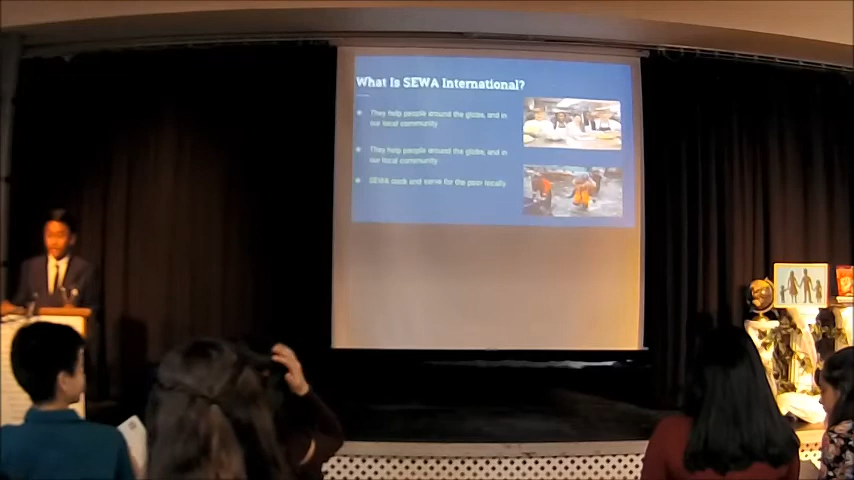 What Is SEWA International?
They help people around the globe, and in
our local community
They help people around the globe, and in
our local community
SEWA cook and serve for the poor locally